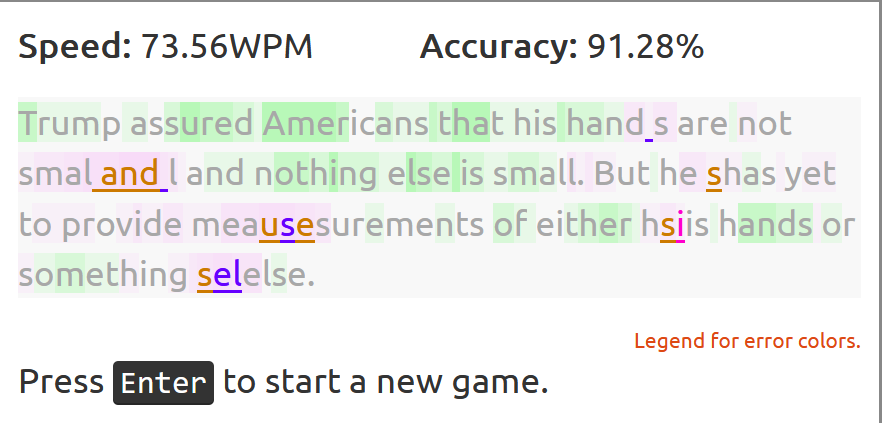 Speed: 73.56WPM Accuracy: 91.28%
Trump assured Americans that his hand s are not
smal and l and nothing else is small. But he shas yet
to provide meausesurements of either hsiis hands or
something selelse.
Legend for error colors.
Press Enter to start a new game.